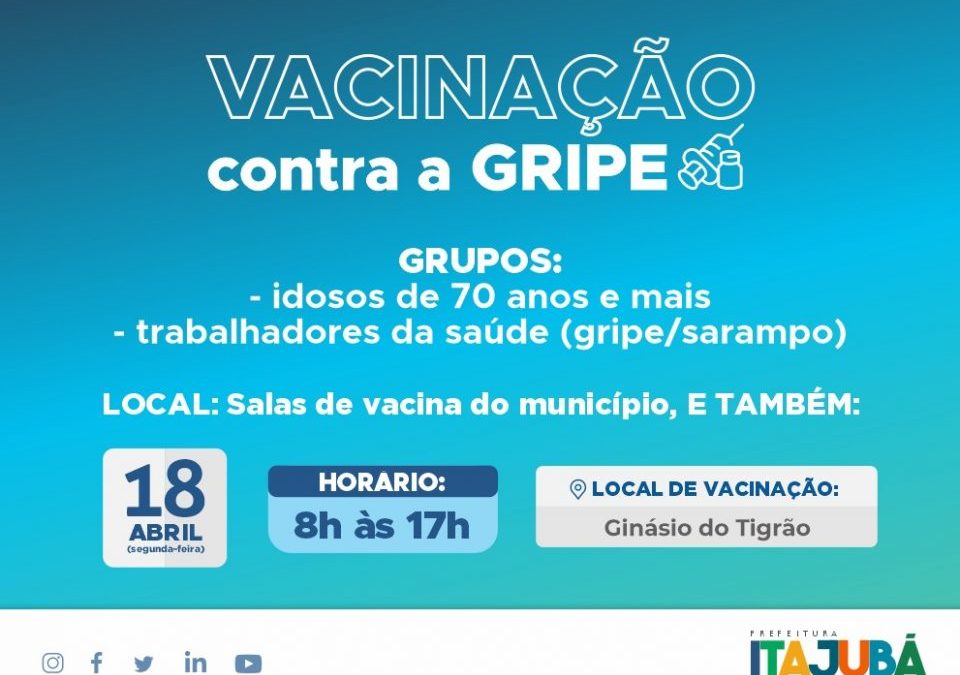 VACINAÇÃO
contra a GRIPE
GRUPOS:
- idosos de 70 anos e mais
- trabalhadores da saúde (gripe/sarampo)
LOCAL: Salas de vacina do município, E TAMBÉM:
18
ABRIL
(segunda-feira)
HORÁRIO:
8h às 17h
LOCAL DE VACINAÇÃO:
Ginásio do Tigrão
PREFEITURA
ITAJUBÁ